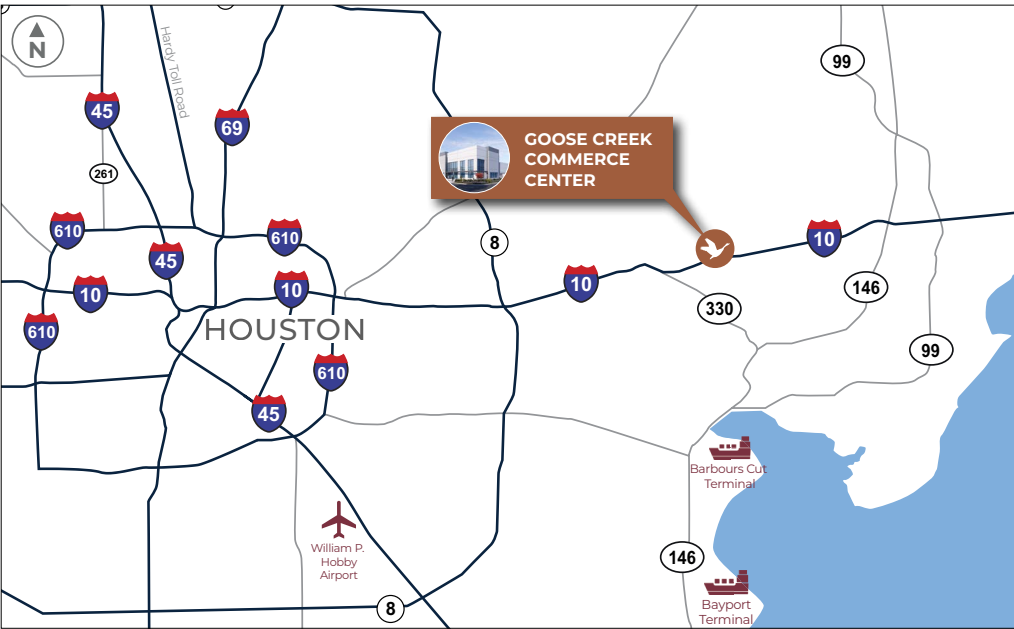 N
Hardy Toll Road
99
45
69
GOOSE CREEK
COMMERCE
CENTER
261
610
610
8
10
45
10
10
10
146
330
610
HOUSTON
99
610
45
Barbours Cut
Terminal
William P.
Hobby
Airport
146
Bayport
Terminal
8